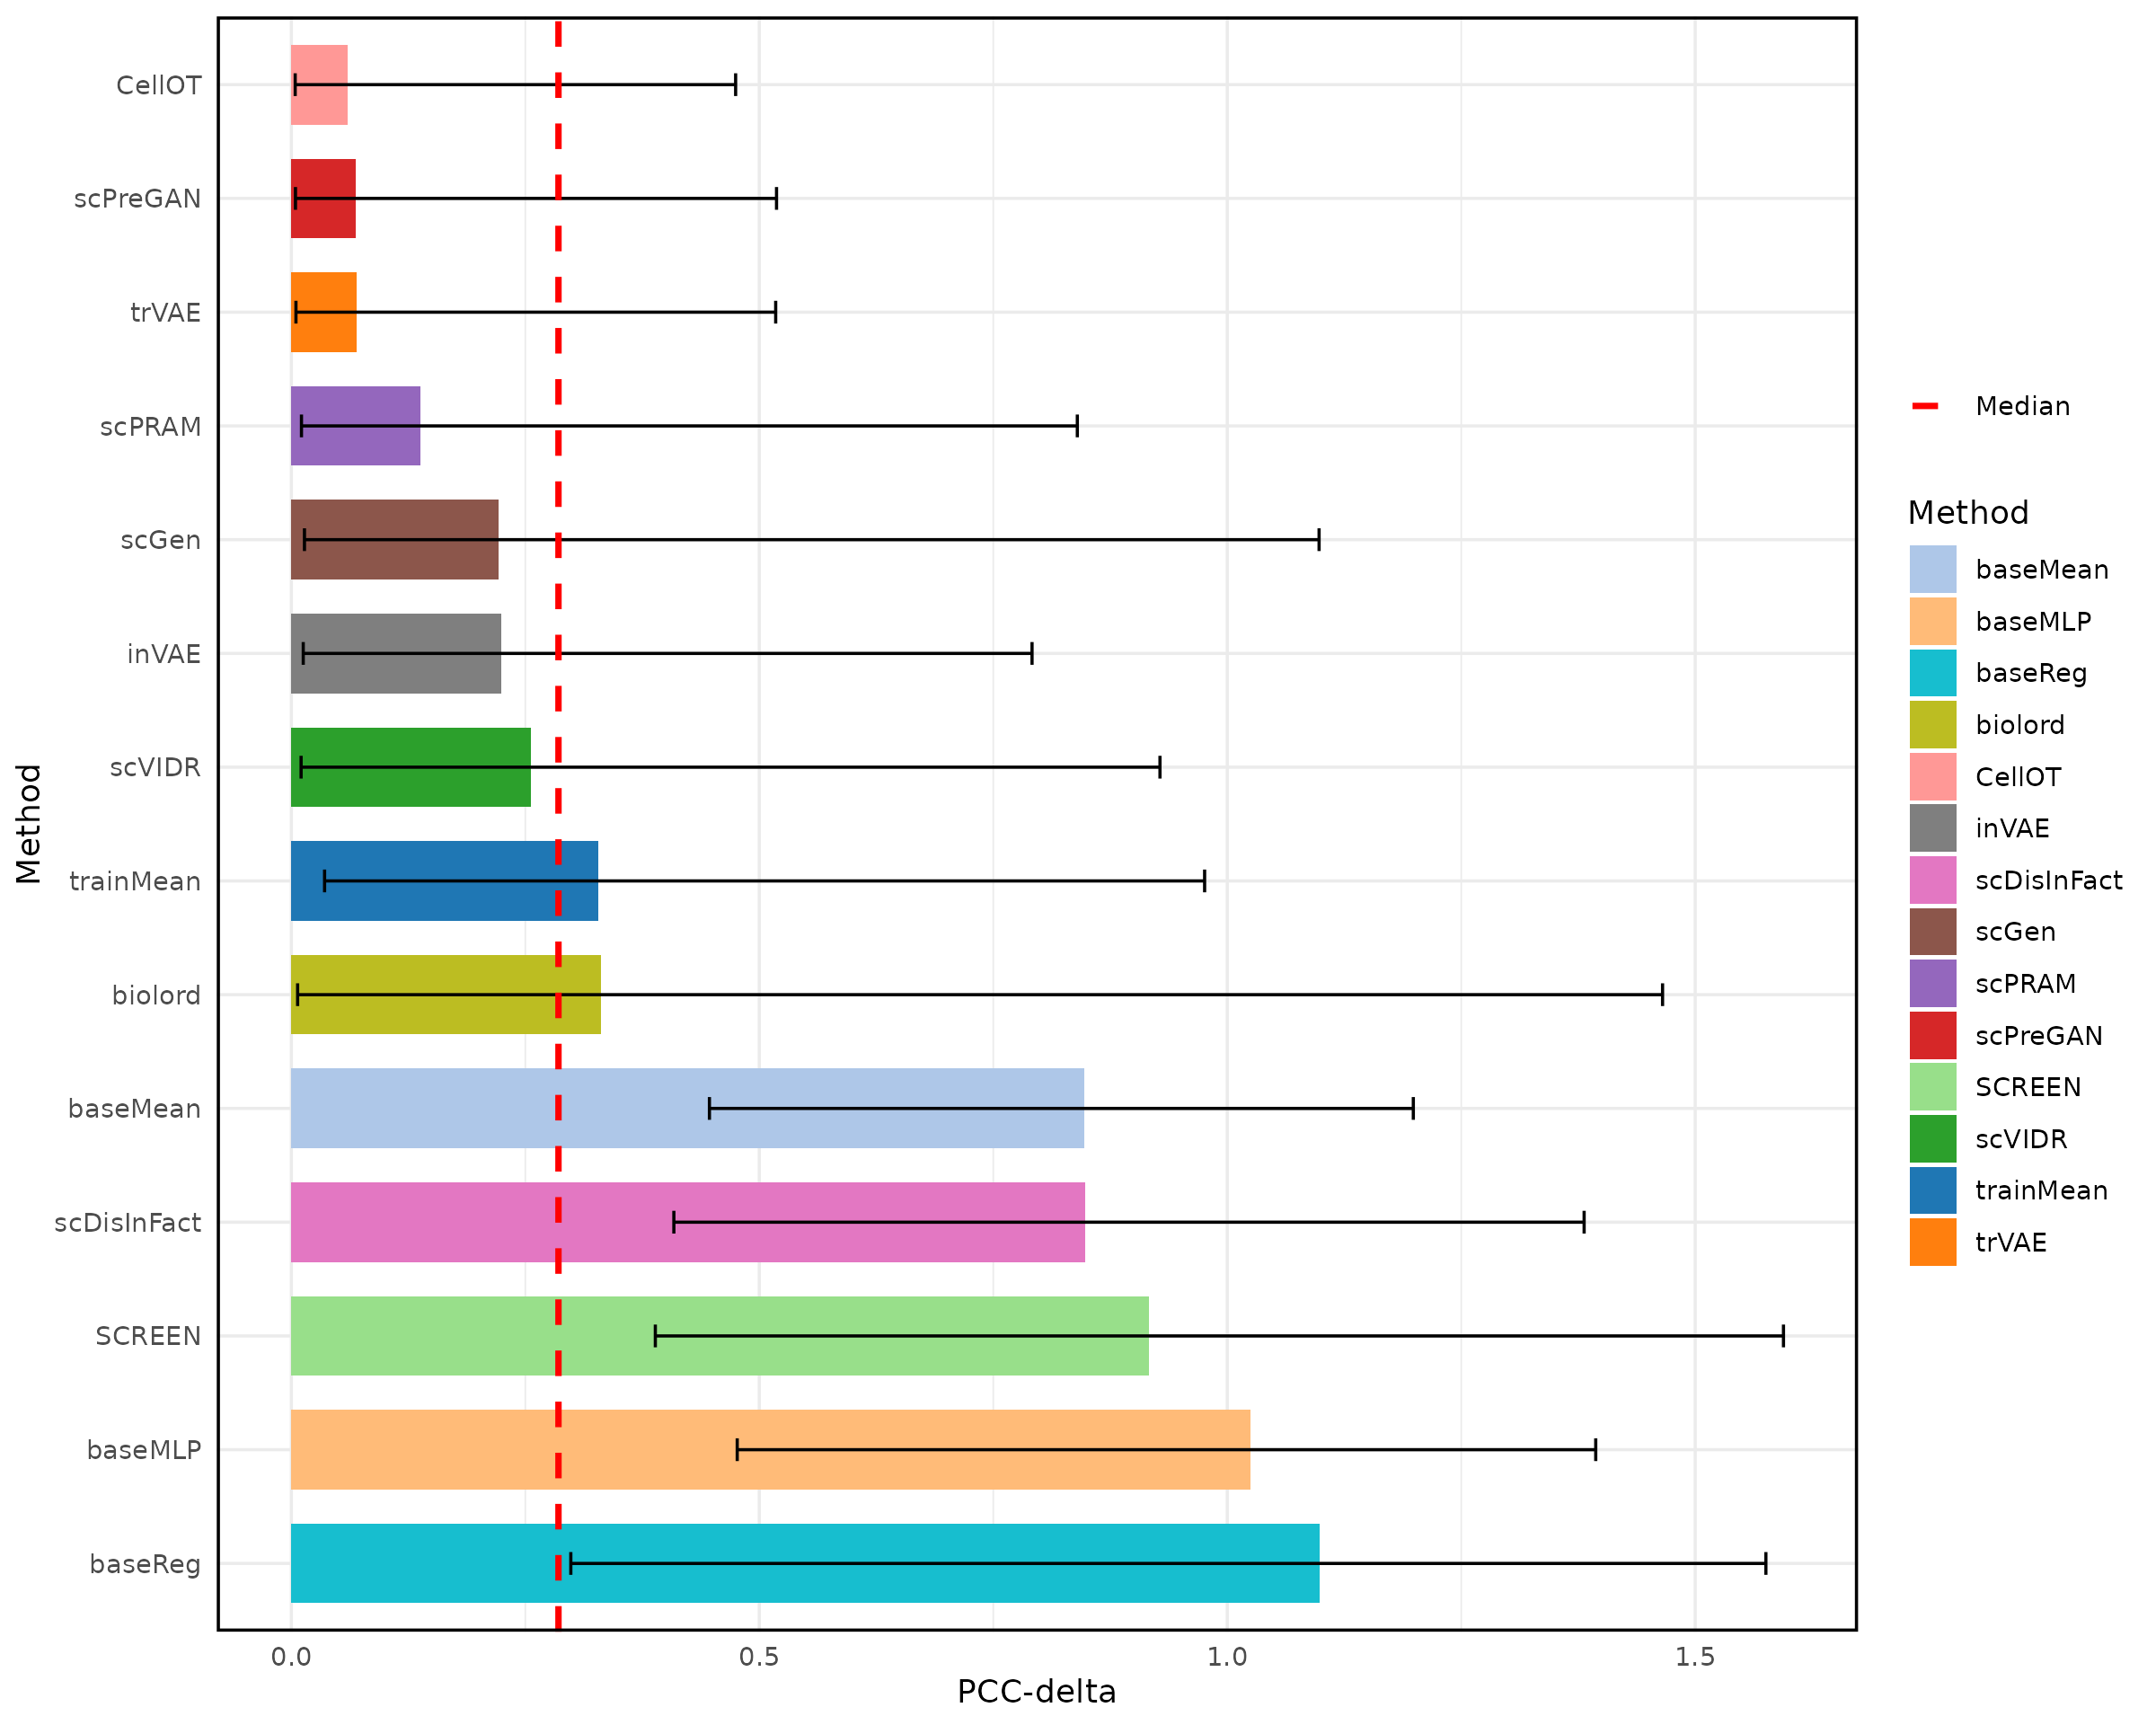 Method
CellOT
scPreGAN
trVAE
scPRAM
scGen
inVAE
scVIDR
trainMean
biolord
baseMean
scDisInFact
SCREEN
baseMLP
baseReg
0.0
0.5
1.0
1.5
PCC-delta
Median
Method
baseMean
baseMLP
baseReg
biolord
CellOT
inVAE
scDisInFact
scGen
scPRAM
scPreGAN
SCREEN
scVIDR
trainMean
trVAE